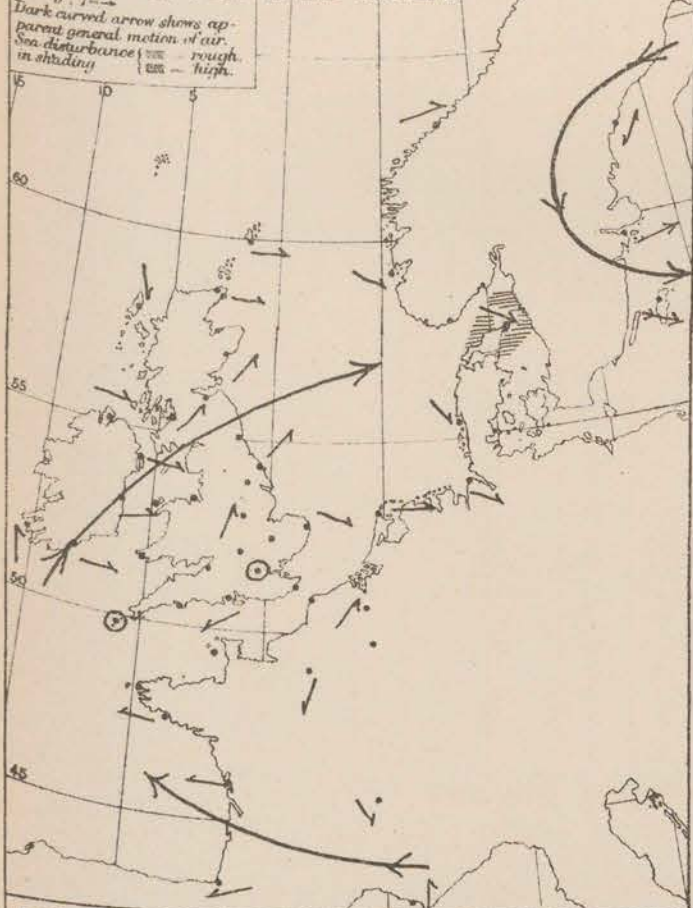 Dark curved arrow shows ap-
parent general motion of air.
Sea disturbance { — rough.
in shading { — high.
15
10
5
60
55
50
45